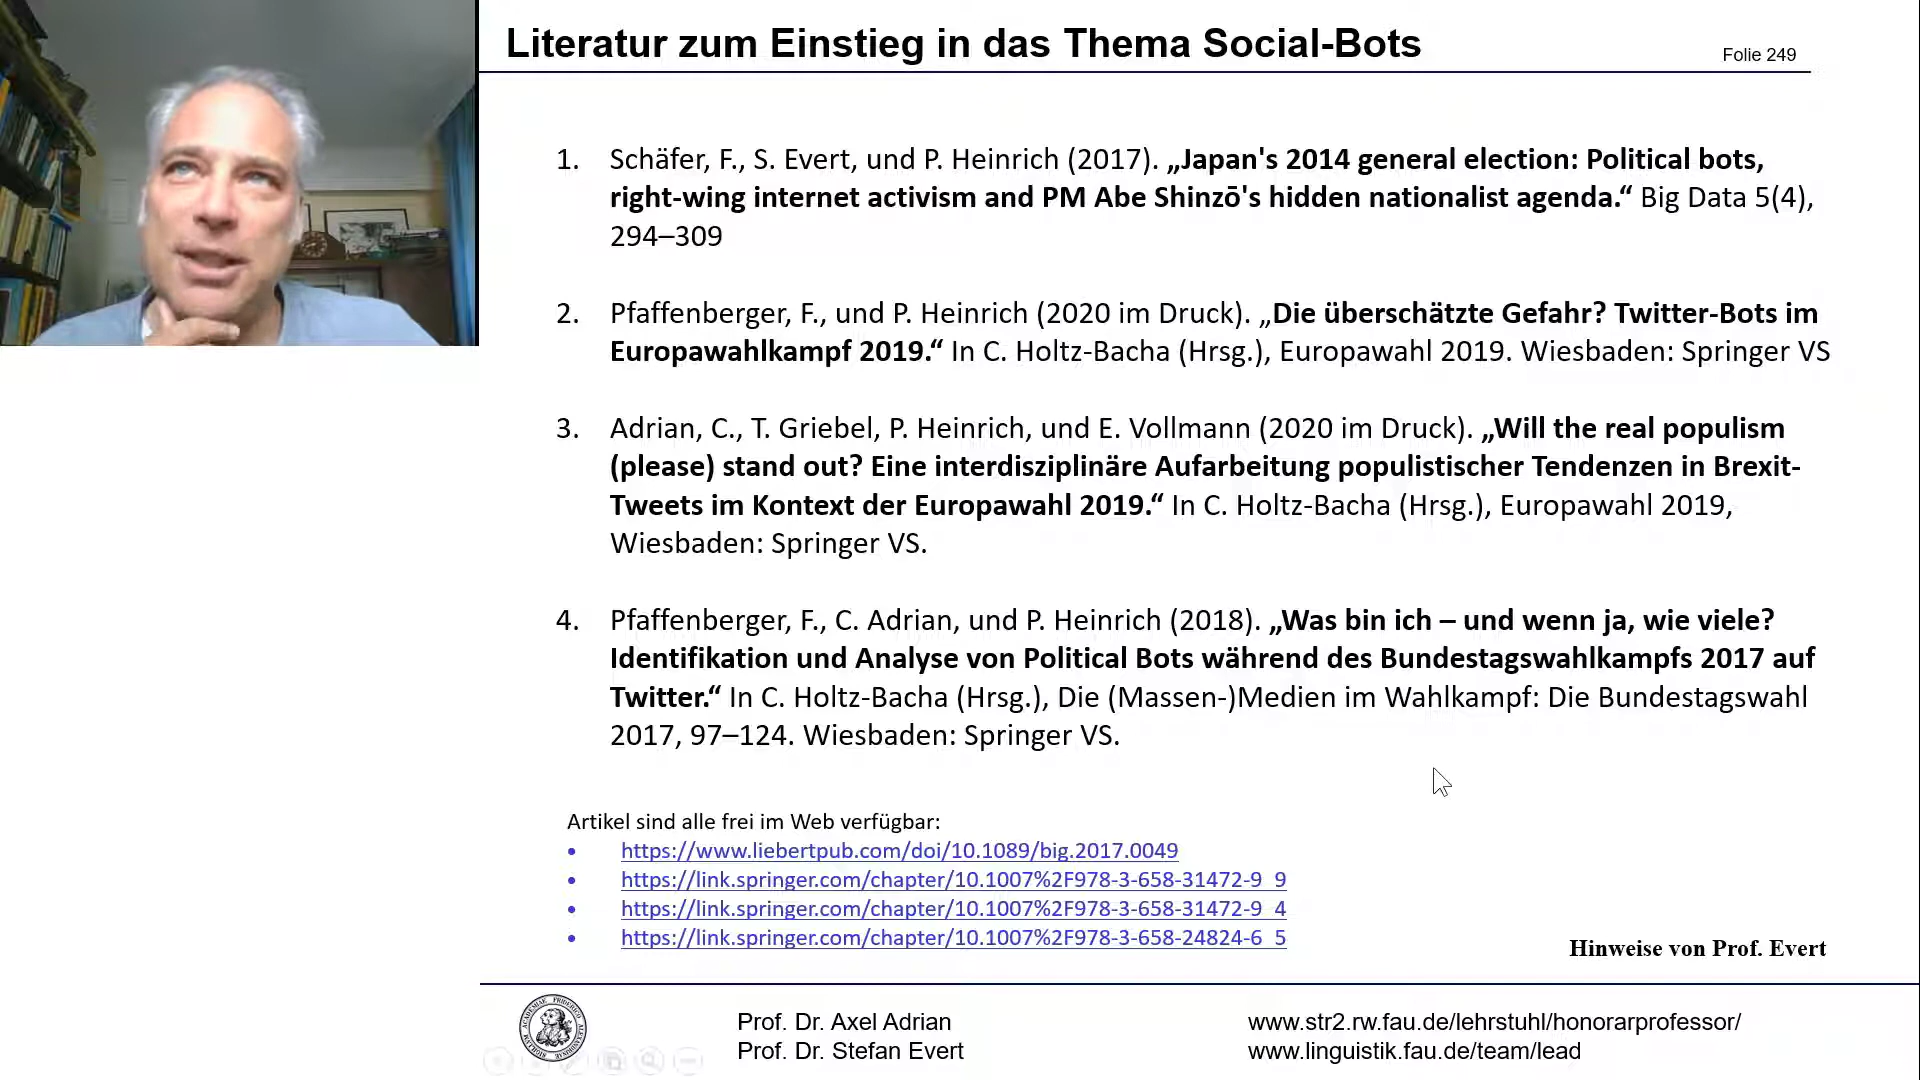 Literatur zum Einstieg in das Thema Social-Bots
Folie 249
1. Schäfer, F., S. Evert, und P. Heinrich (2017). „Japan's 2014 general election: Political bots,
right-wing internet activism and PM Abe Shinzō's hidden nationalist agenda.“ Big Data 5(4),
294–309
2. Pfaffenberger, F., und P. Heinrich (2020 im Druck). „Die überschätzte Gefahr? Twitter-Bots im
Europawahlkampf 2019.“ In C. Holtz-Bacha (Hrsg.), Europawahl 2019. Wiesbaden: Springer VS
3. Adrian, C., T. Griebel, P. Heinrich, und E. Vollmann (2020 im Druck). „Will the real populism
(please) stand out? Eine interdisziplinäre Aufarbeitung populistischer Tendenzen in Brexit-
Tweets im Kontext der Europawahl 2019.“ In C. Holtz-Bacha (Hrsg.), Europawahl 2019,
Wiesbaden: Springer VS.
4. Pfaffenberger, F., C. Adrian, und P. Heinrich (2018). „Was bin ich – und wenn ja, wie viele?
Identifikation und Analyse von Political Bots während des Bundestagswahlkampfs 2017 auf
Twitter.“ In C. Holtz-Bacha (Hrsg.), Die (Massen-)Medien im Wahlkampf: Die Bundestagswahl
2017, 97–124. Wiesbaden: Springer VS.
Artikel sind alle frei im Web verfügbar:
• https://www.liebertpub.com/doi/10.1089/big.2017.0049
• https://link.springer.com/chapter/10.1007%2F978-3-658-31472-9_9
• https://link.springer.com/chapter/10.1007%2F978-3-658-31472-9_4
• https://link.springer.com/chapter/10.1007%2F978-3-658-24824-6_5
Hinweise von Prof. Evert
Prof. Dr. Axel Adrian
Prof. Dr. Stefan Evert
www.str2.rw.fau.de/lehrstuhl/honorarprofessor/
www.linguistik.fau.de/team/lead